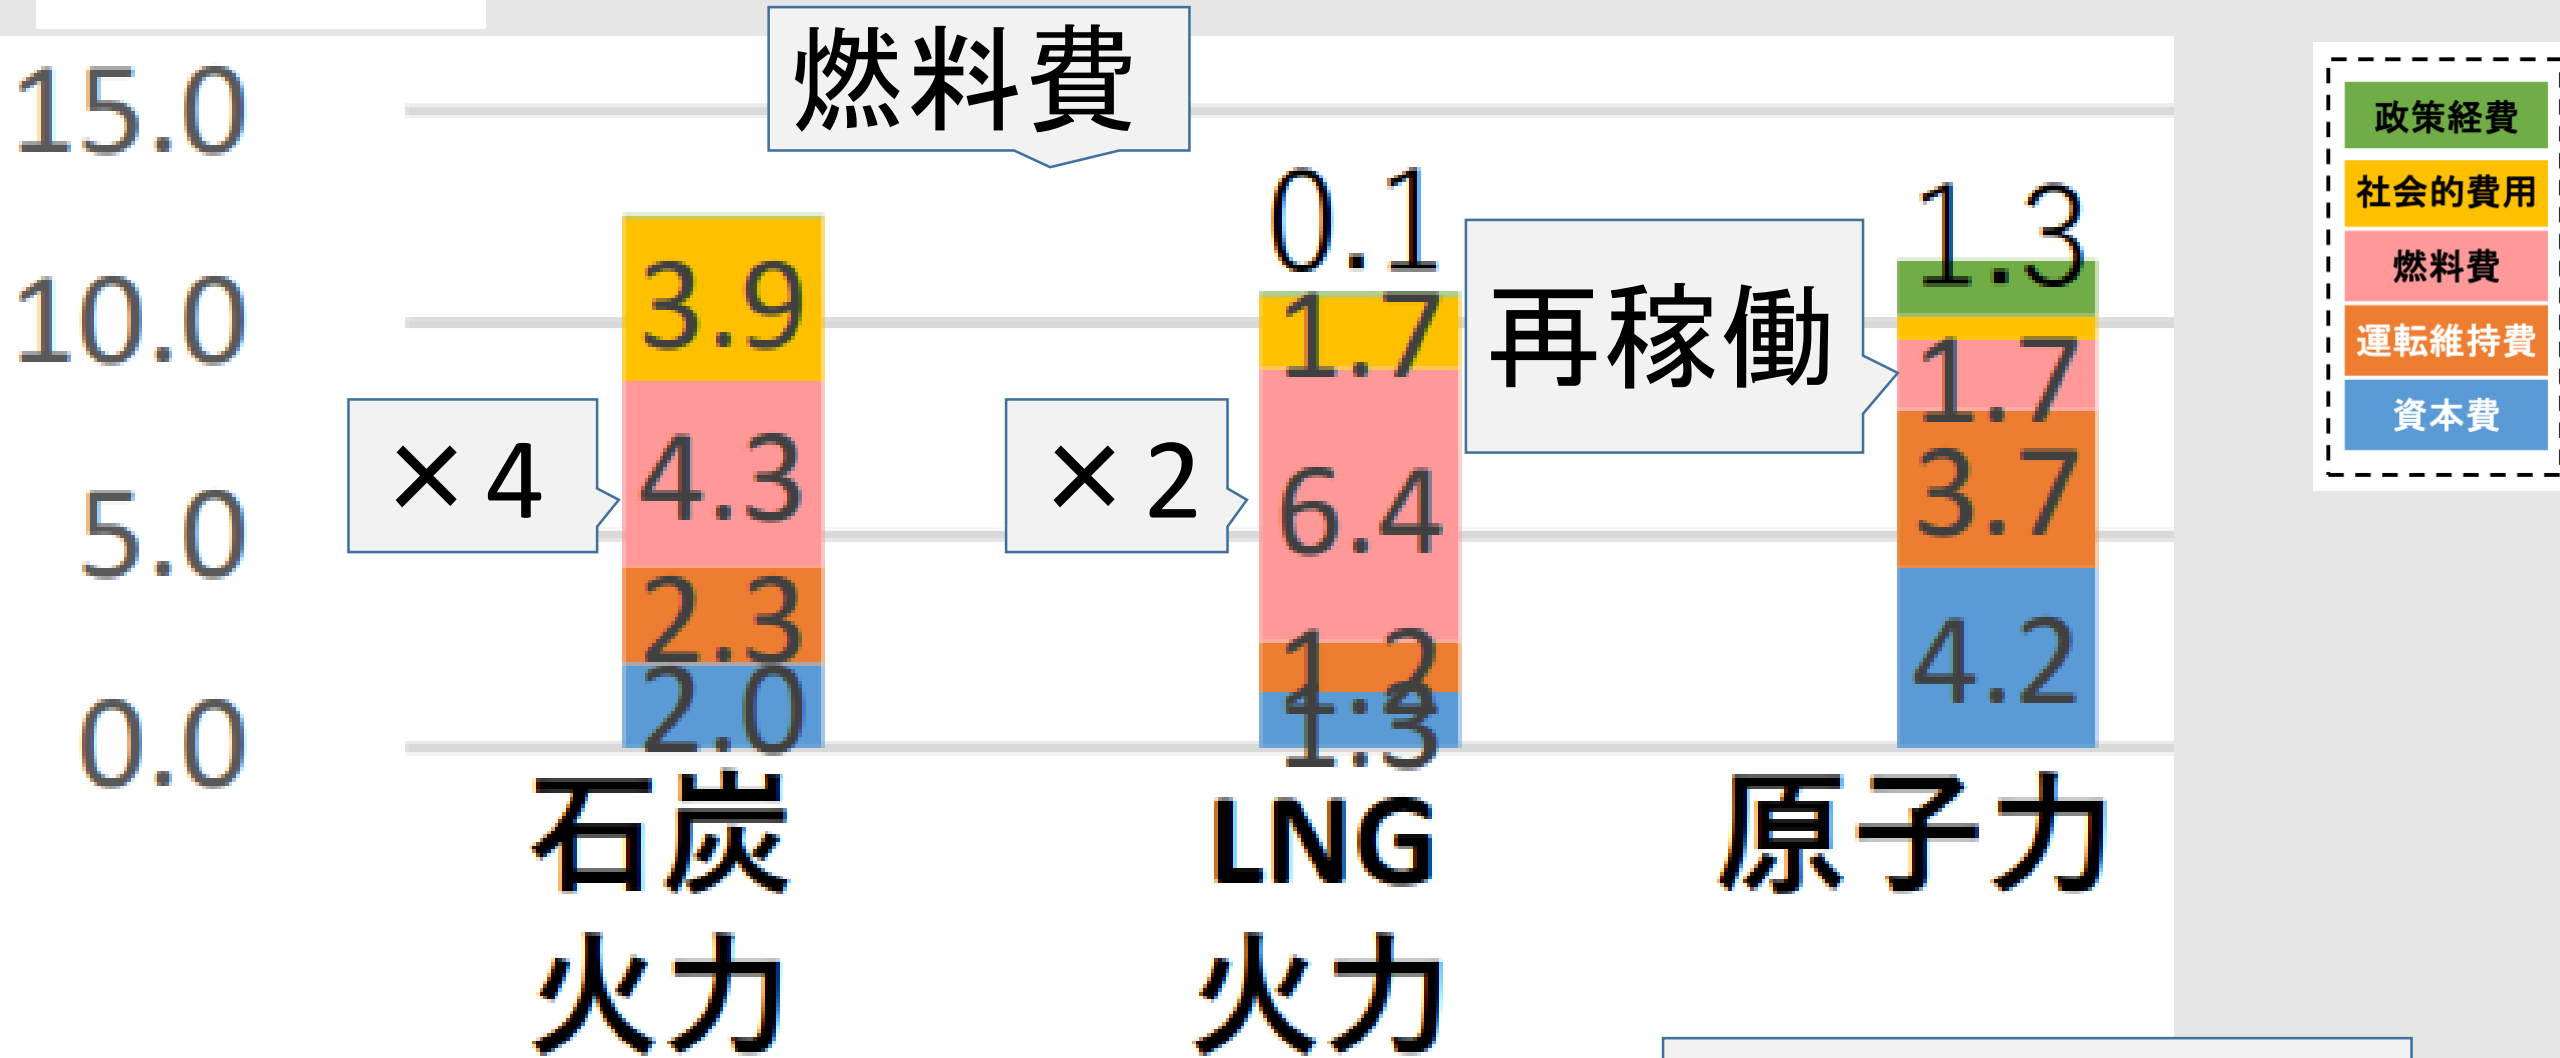 燃料費
15.0
10.0
5.0
0.0
3.9
4.3
2.3
2.0
×4
0.1
1.7
6.4
1.2
1.3
×2
再稼働
1.3
1.7
3.7
4.2
石炭
火力
LNG
火力
原子力
政策経費
社会的費用
燃料費
運転維持費
資本費